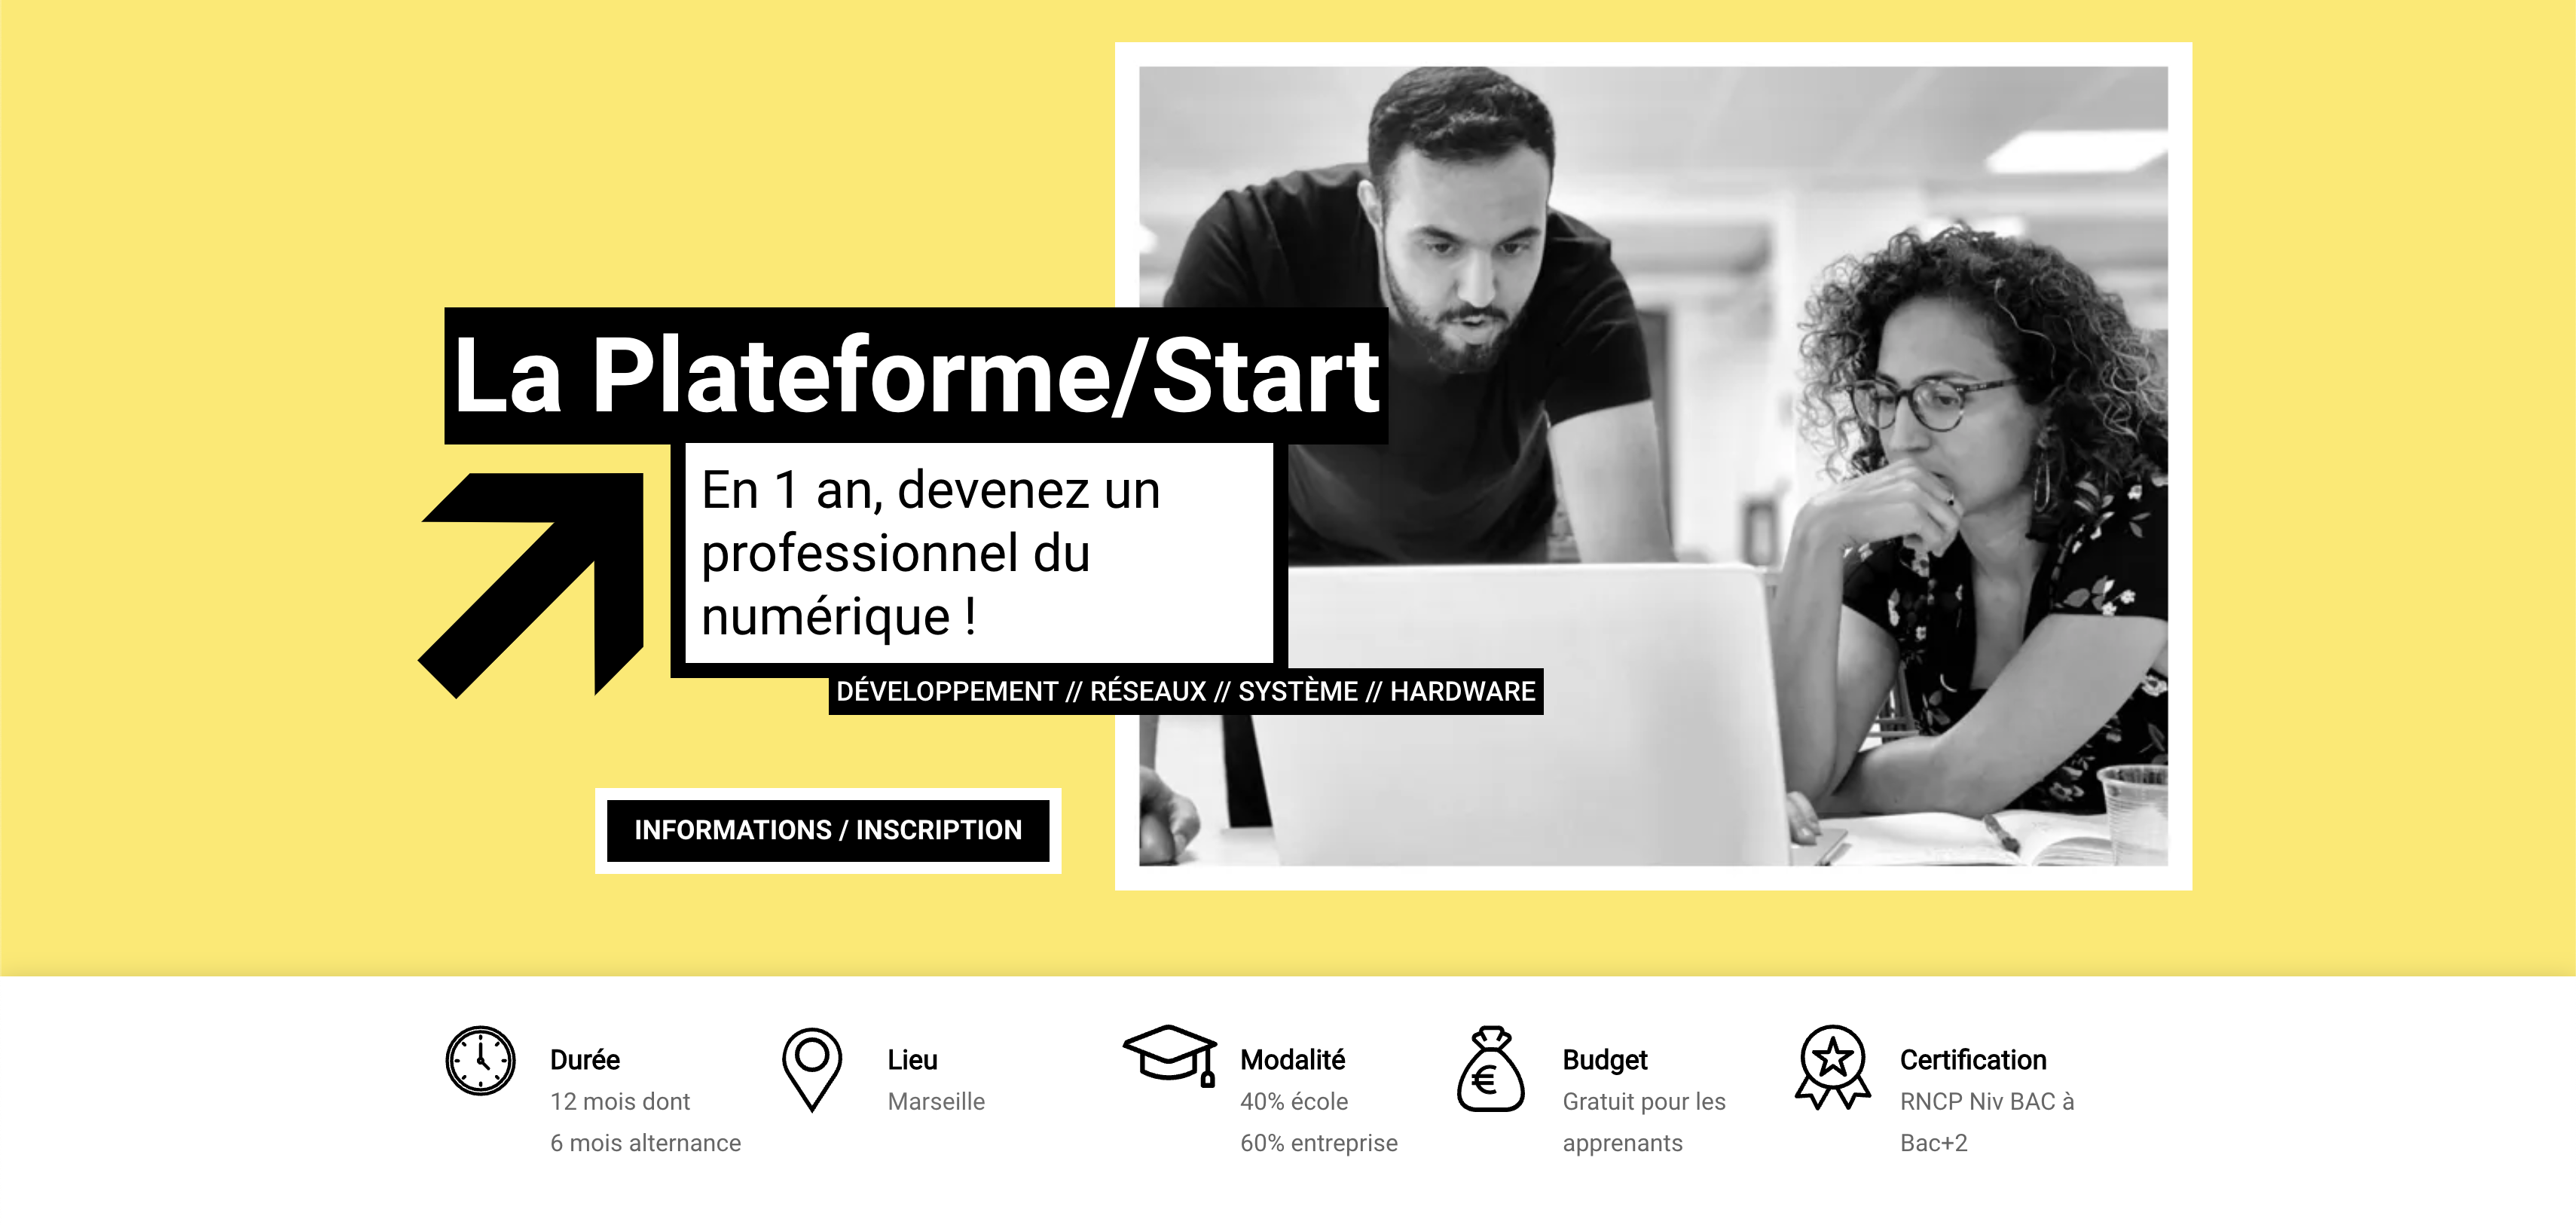 La Plateforme/Start
En 1 an, devenez un
professionnel du
numérique !
DÉVELOPPEMENT // RÉSEAUX // SYSTÈME // HARDWARE
INFORMATIONS / INSCRIPTION
Durée
12 mois dont
6 mois alternance
Lieu
Marseille
Modalité
40% école
60% entreprise
Budget
Gratuit pour les
apprenants
Certification
RNCP Niv BAC à
Bac+2